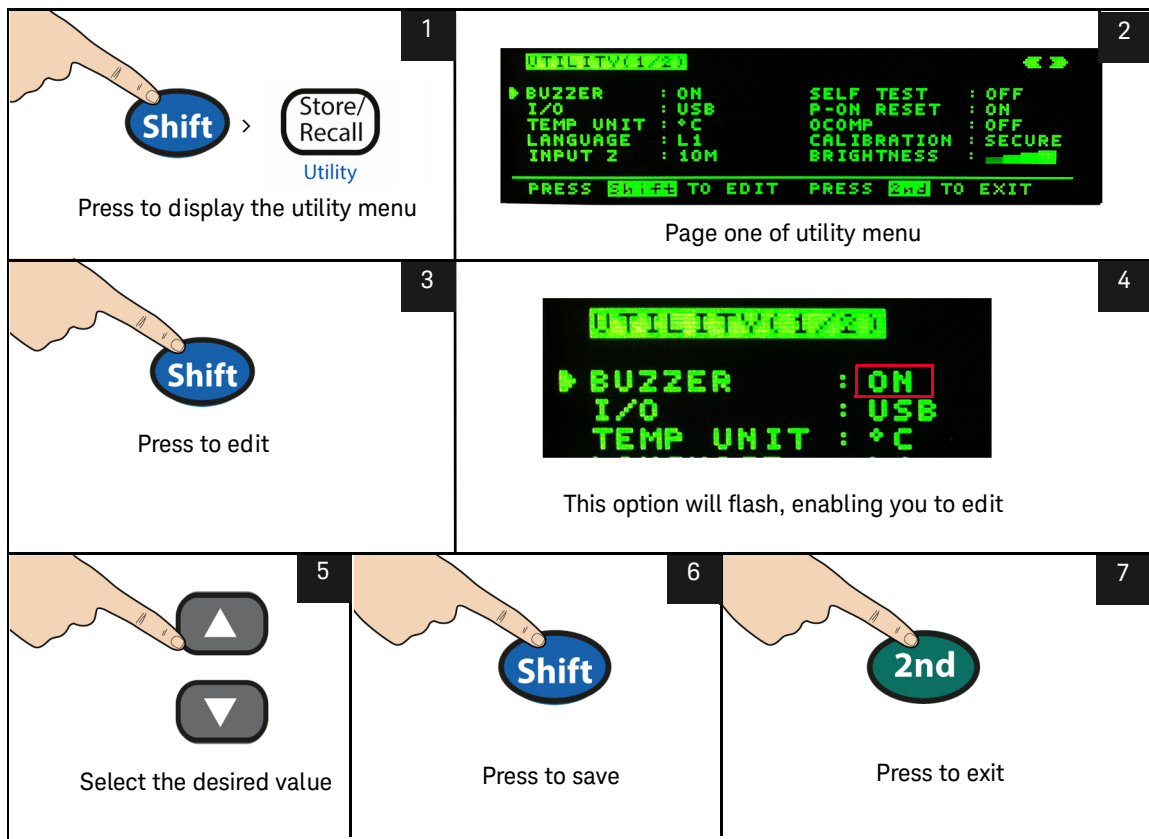 1
Shift > Store/
Recall
Utility
Press to display the utility menu
2
UTILITY(1/2)
BUZZER : ON SELF TEST : OFF
I/O : USB P-ON RESET : ON
TEMP UNIT : °C OCOMP : OFF
LANGUAGE : L1 CALIBRATION : SECURE
INPUT Z : 10M BRIGHTNESS :
PRESS Shift TO EDIT PRESS 2nd TO EXIT
Page one of utility menu
3
Shift
Press to edit
4
UTILITY(1/2)
BUZZER : ON
I/O : USB
TEMP UNIT : °C
This option will flash, enabling you to edit
5
Select the desired value
6
Shift
Press to save
7
2nd
Press to exit